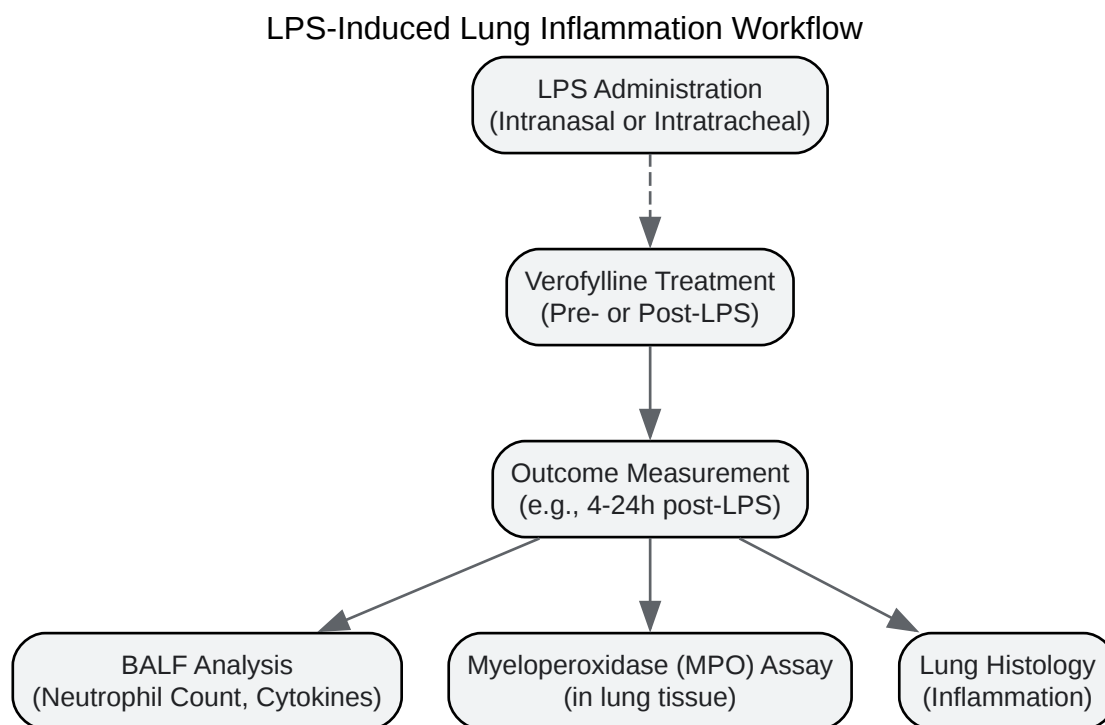 LPS-Induced Lung Inflammation Workflow
LPS Administration
(Intranasal or Intratracheal)
Verofylline Treatment
(Pre- or Post-LPS)
Outcome Measurement
(e.g., 4-24h post-LPS)
BALF Analysis
(Neutrophil Count, Cytokines)
Myeloperoxidase (MPO) Assay
(in lung tissue)
Lung Histology
(Inflammation)